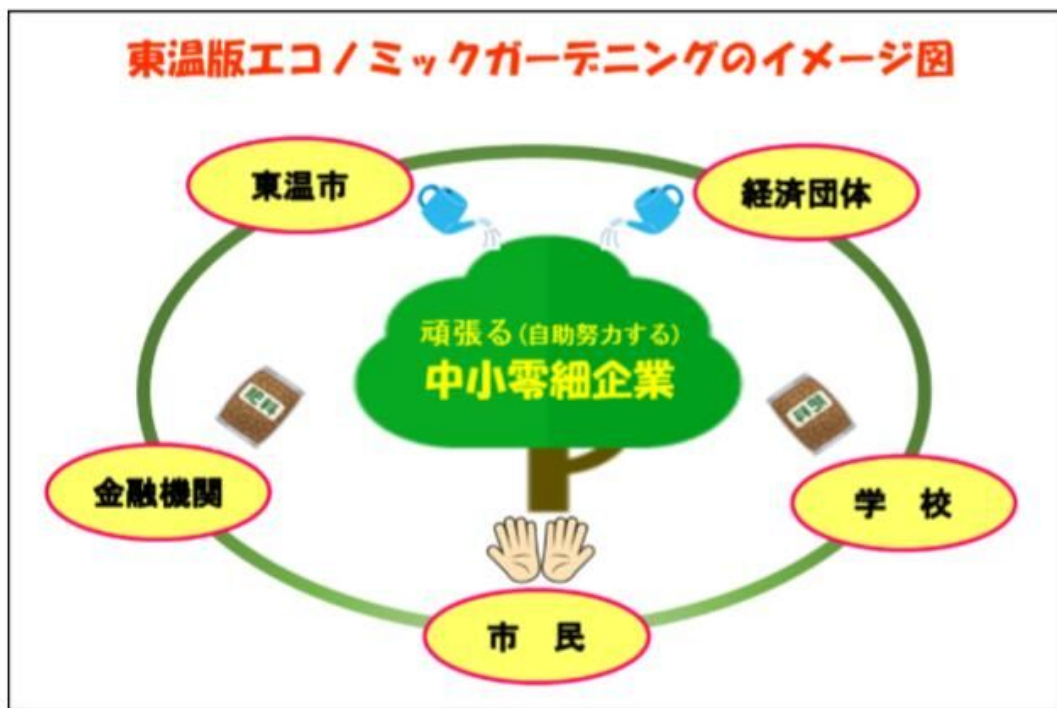 東温版エコノミックガーデニングのイメージ図
東温市
経済団体
頑張る(自助努力する)
中小零細企業
肥料
肥料
金融機関
学 校
市 民